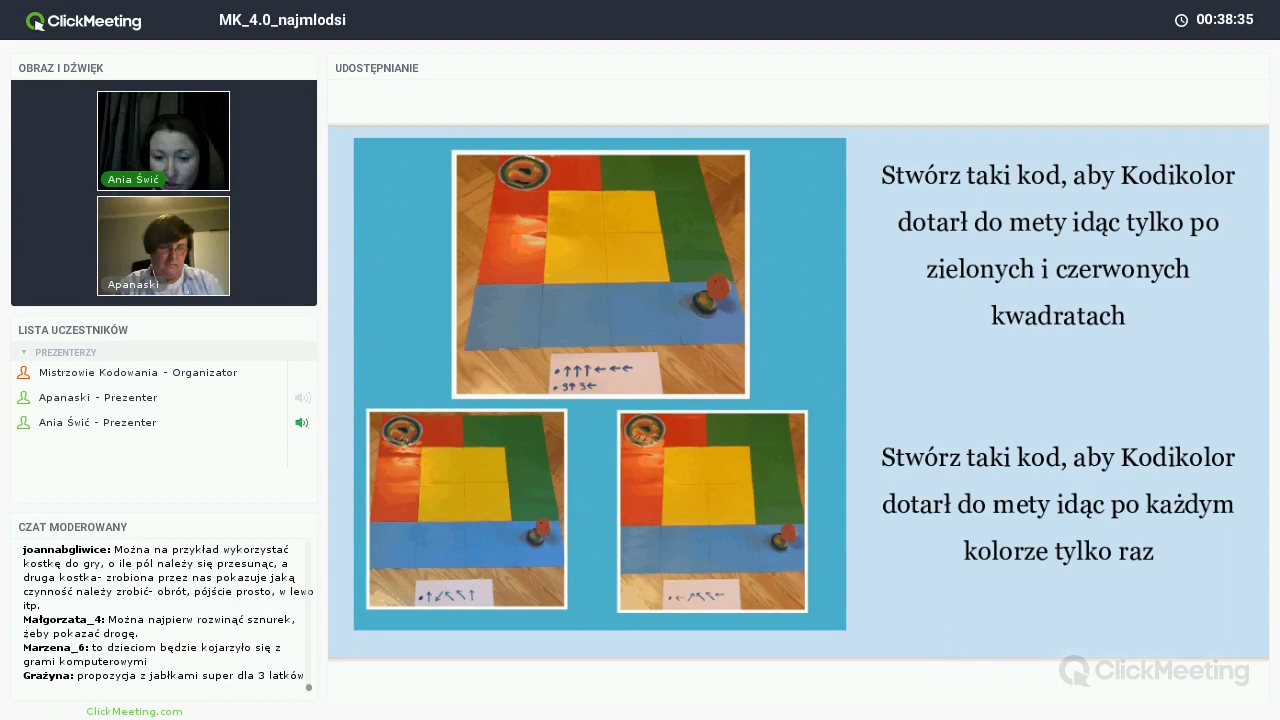 ClickMeeting
MK_4.0_najmlodsi
00:38:35
OBRAZ I DŹWIĘK
Ania Świć
Apanaski
LISTA UCZESTNIKÓW
PREZENTERZY
Mistrzowie Kodowania - Organizator
Apanaski - Prezenter
Ania Świć - Prezenter
CZAT MODEROWANY
joannabgliwice: Można na przykład wykorzystać
kostkę do gry, o ile pól należy się przesunąc, a
druga kostka- zrobiona przez nas pokazuje jaką
czynność należy zrobić- obrót, pójście prosto, w lewo
itp.
Małgorzata_4: Można najpierw rozwinąć sznurek,
żeby pokazać drogę.
Marzena_6: to dzieciom będzie kojarzyło się z
grami komputerowymi
Grażyna: propozycja z jabłkami super dla 3 latków
ClickMeeting.com
UDOSTĘPNIANIE
• ↑↑↑←←←
• 3↑ 3←
Stwórz taki kod, aby Kodikolor
dotarł do mety idąc tylko po
zielonych i czerwonych
kwadratach
Stwórz taki kod, aby Kodikolor
dotarł do mety idąc po każdym
kolorze tylko raz
ClickMeeting